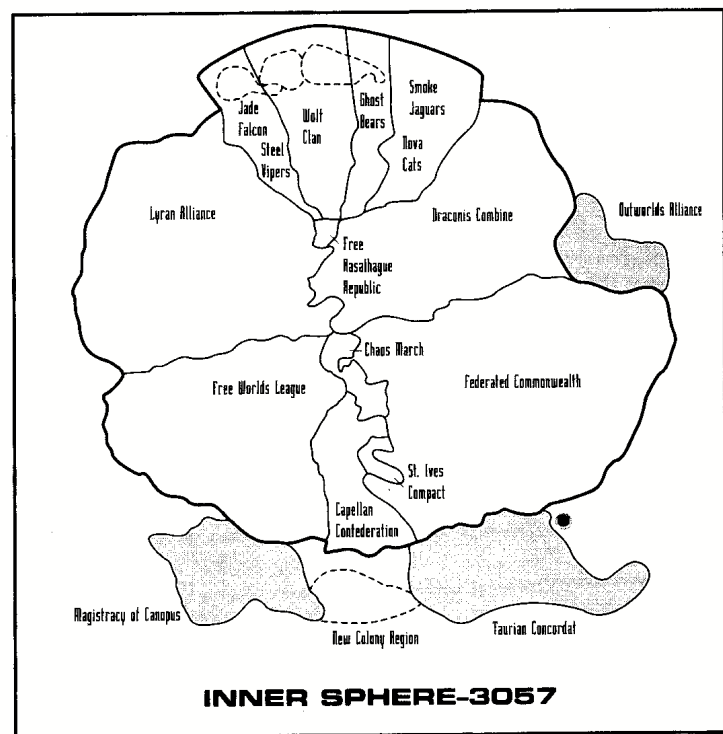 Jade
Falcon
Steel
Vipers
Wolf
Clan
Ghost
Bears
Smoke
Jaguars
Nova
Cats
Lyran Alliance
Draconis Combine
Outworlds Alliance
Free
Rasalhague
Republic
Chaos March
Free Worlds League
Federated Commonwealth
St. Ives
Compact
Capellan
Confederation
Magistracy of Canopus
New Colony Region
Taurian Concordat
INNER SPHERE-3057